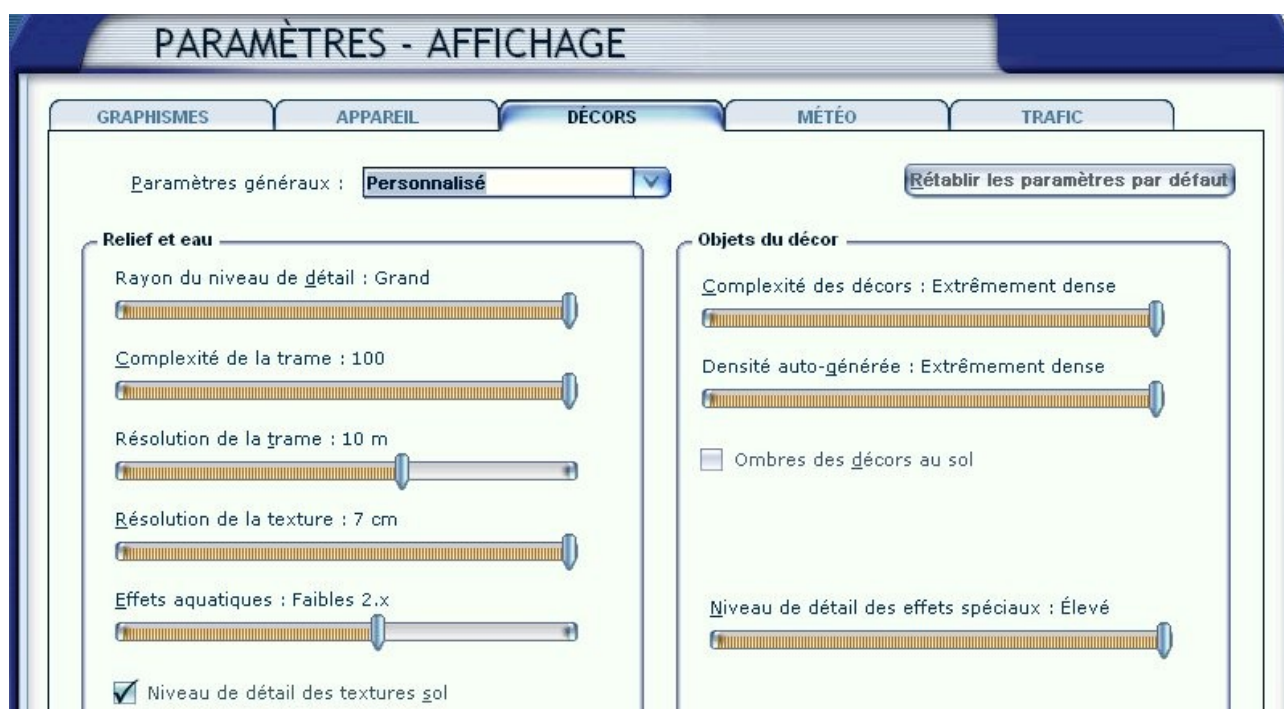 PARAMÈTRES - AFFICHAGE
GRAPHISMES
APPAREIL
DÉCORS
MÉTÉO
TRAFIC
Paramètres généraux : Personnalisé
Rétablir les paramètres par défaut
Relief et eau
Rayon du niveau de détail : Grand
Complexité de la trame : 100
Résolution de la trame : 10 m
Résolution de la texture : 7 cm
Effets aquatiques : Faibles 2.x
Niveau de détail des textures sol
Objets du décor
Complexité des décors : Extrêmement dense
Densité auto-générée : Extrêmement dense
Ombres des décors au sol
Niveau de détail des effets spéciaux : Élevé